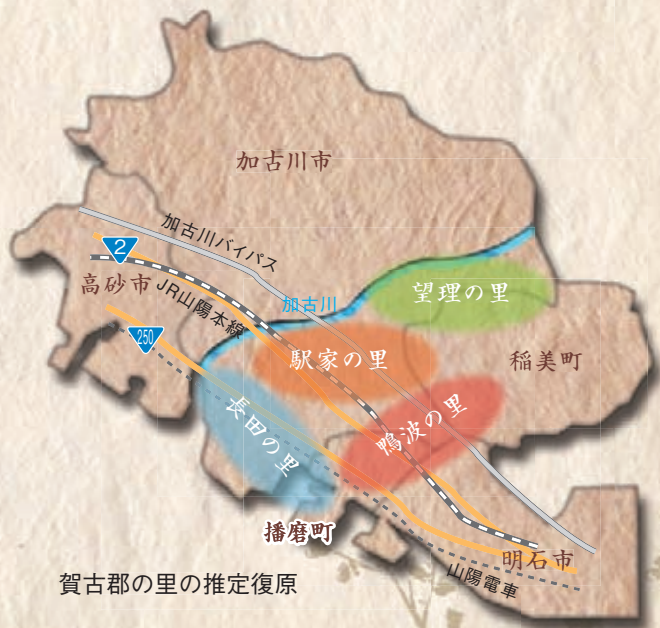 加古川市
加古川バイパス
2
高砂市
JR山陽本線
加古川
望理の里
250
駅家の里
稲美町
長田の里
鴨波の里
播磨町
明石市
山陽電車
賀古郡の里の推定復原